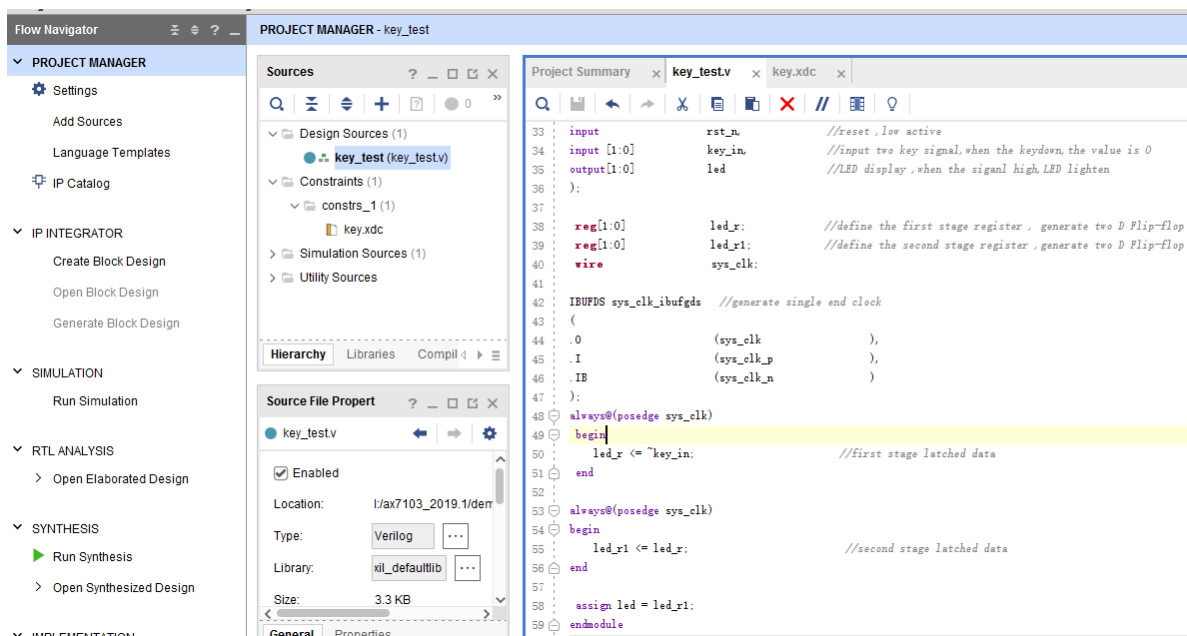 Flow Navigator
PROJECT MANAGER - key_test
PROJECT MANAGER
Settings
Add Sources
Language Templates
IP Catalog
IP INTEGRATOR
Create Block Design
Open Block Design
Generate Block Design
SIMULATION
Run Simulation
RTL ANALYSIS
Open Elaborated Design
SYNTHESIS
Run Synthesis
Open Synthesized Design
IMPLEMENTATION
Sources
0
Design Sources (1)
key_test (key_test.v)
Constraints (1)
constrs_1 (1)
key.xdc
Simulation Sources (1)
Utility Sources
Hierarchy Libraries Compil
Source File Propert
key_test.v
Enabled
Location: I:/ax7103_2019.1/dem
Type: Verilog
Library: xil_defaultlib
Size: 3.3 KB
General Properties
Project Summary key_test.v key.xdc
33 input rst_n, //reset ,low active
34 input [1:0] key_in, //input two key signal,when the keydown,the value is 0
35 output[1:0] led //LED display ,when the siganl high,LED lighten
36 );
37
38 reg[1:0] led_r; //define the first stage register , generate two D Flip-flop
39 reg[1:0] led_r1; //define the second stage register ,generate two D Flip-flop
40 wire sys_clk;
41
42 IBUFDS sys_clk_ibufgds //generate single end clock
43 (
44 .O (sys_clk ),
45 .I (sys_clk_p ),
46 .IB (sys_clk_n )
47 );
48 always@(posedge sys_clk)
49 begin
50 led_r <= ~key_in; //first stage latched data
51 end
52
53 always@(posedge sys_clk)
54 begin
55 led_r1 <= led_r; //second stage latched data
56 end
57
58 assign led = led_r1;
59 endmodule